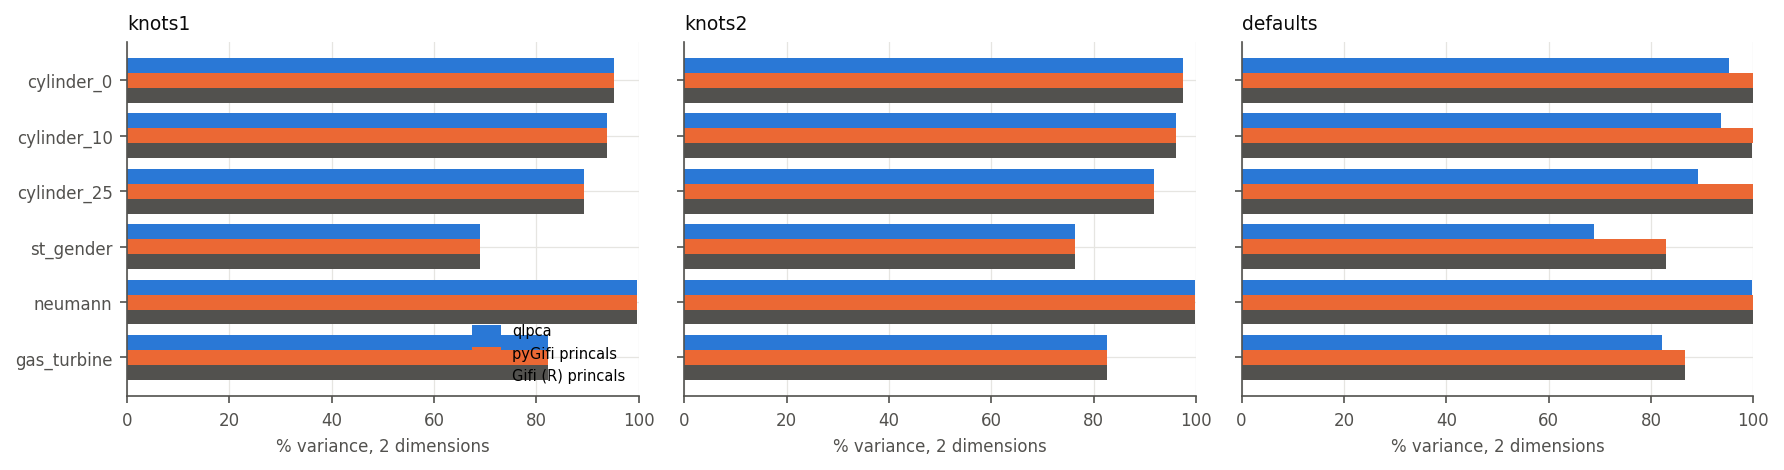 knots1
knots2
defaults
cylinder_0
cylinder_10
cylinder_25
st_gender
neumann
gas_turbine
qlpca
pyGifi princals
Gifi (R) princals
0 20 40 60 80 100
0 20 40 60 80 100
0 20 40 60 80 100
% variance, 2 dimensions
% variance, 2 dimensions
% variance, 2 dimensions